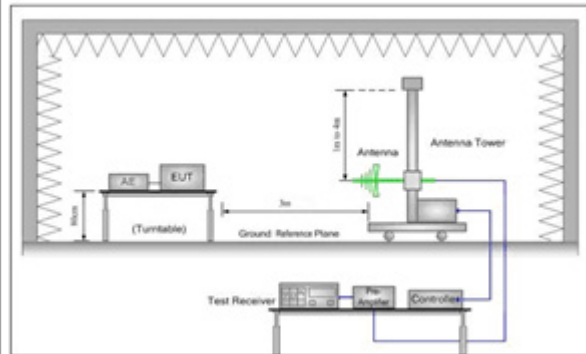 1m to 4m
Antenna
Antenna Tower
AE
EUT
80cm
(Turntable)
3m
Ground Reference Plane
Test Receiver
Pre-
Amplifier
Controller